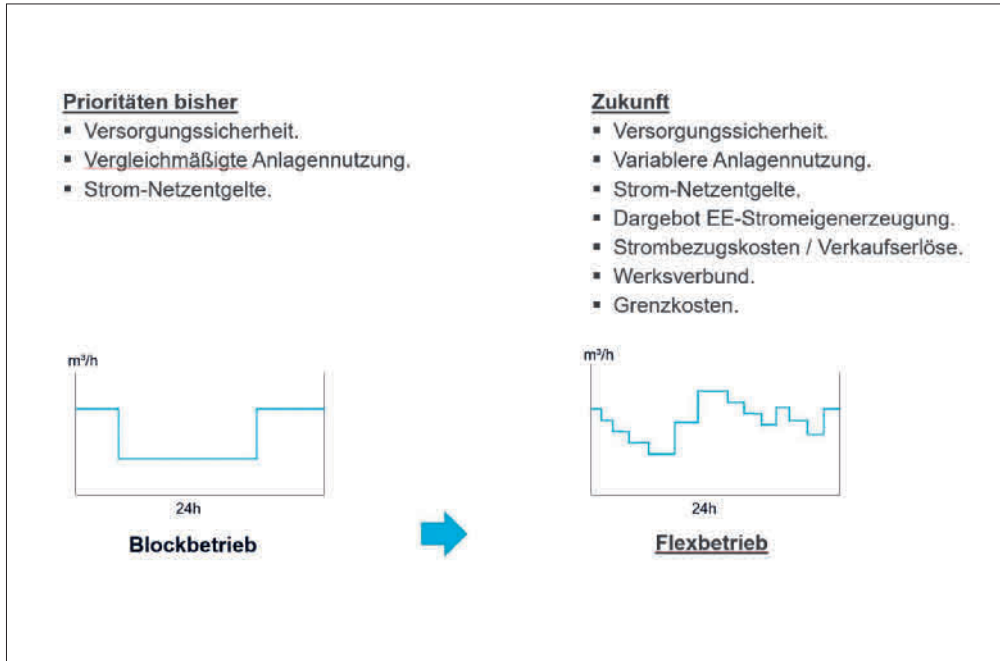 Prioritäten bisher
▪ Versorgungssicherheit.
▪ Vergleichmäßigte Anlagennutzung.
▪ Strom-Netzentgelte.
Zukunft
▪ Versorgungssicherheit.
▪ Variablere Anlagennutzung.
▪ Strom-Netzentgelte.
▪ Dargebot EE-Stromeigenerzeugung.
▪ Strombezugskosten / Verkaufserlöse.
▪ Werksverbund.
▪ Grenzkosten.
m³/h
24h
Blockbetrieb
m³/h
24h
Flexbetrieb